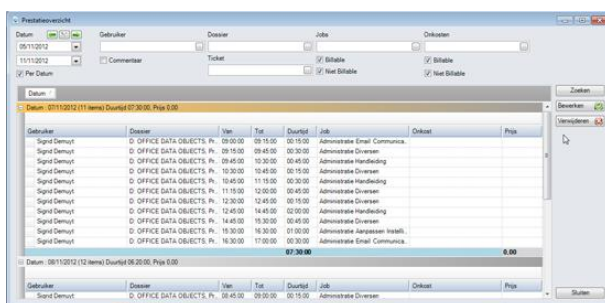 Prestatieoverzicht
Datum Gebruiker Dossier Jobs Onkosten
05/11/2012
11/11/2012 Commentaar Ticket Billable Billable
Per Datum Niet Billable Niet Billable
Datum Zoeken
Datum : 07/11/2012 (11 items) Duurtijd 07:30:00, Prijs 0.00 Bewerken
Verwijderen
Gebruiker Dossier Van Tot Duurtijd Job Onkost Prijs
Sigrid Demuyt D: OFFICE DATA OBJECTS, Pr.. 09:00:00 09:15:00 00:15:00 Administratie Email Communica..
Sigrid Demuyt D: OFFICE DATA OBJECTS, Pr.. 09:15:00 09:45:00 00:30:00 Administratie Diversen
Sigrid Demuyt D: OFFICE DATA OBJECTS, Pr.. 09:45:00 10:30:00 00:45:00 Administratie Handleiding
Sigrid Demuyt D: OFFICE DATA OBJECTS, Pr.. 10:30:00 10:45:00 00:15:00 Administratie Diversen
Sigrid Demuyt D: OFFICE DATA OBJECTS, Pr.. 10:45:00 11:15:00 00:30:00 Administratie Handleiding
Sigrid Demuyt D: OFFICE DATA OBJECTS, Pr.. 11:15:00 12:00:00 00:45:00 Administratie Diversen
Sigrid Demuyt D: OFFICE DATA OBJECTS, Pr.. 12:30:00 12:45:00 00:15:00 Administratie Diversen
Sigrid Demuyt D: OFFICE DATA OBJECTS, Pr.. 12:45:00 14:45:00 02:00:00 Administratie Handleiding
Sigrid Demuyt D: OFFICE DATA OBJECTS, Pr.. 14:45:00 15:30:00 00:45:00 Administratie Diversen
Sigrid Demuyt D: OFFICE DATA OBJECTS, Pr.. 15:30:00 16:30:00 01:00:00 Administratie Aanpassen Instelli..
Sigrid Demuyt D: OFFICE DATA OBJECTS, Pr.. 16:30:00 17:00:00 00:30:00 Administratie Email Communica..
07:30:00 0.00
Datum : 08/11/2012 (12 items) Duurtijd 06:20:00, Prijs 0.00
Gebruiker Dossier Van Tot Duurtijd Job Onkost Prijs
Sigrid Demuyt D: OFFICE DATA OBJECTS, Pr.. 08:45:00 09:00:00 00:15:00 Administratie Diversen
Sluiten